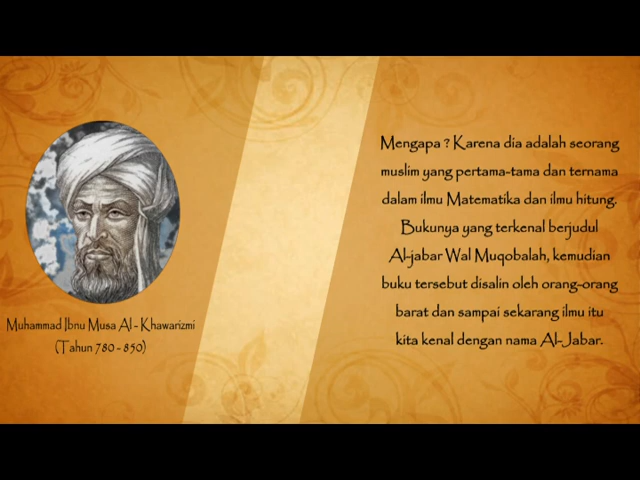 Muhammad Ibnu Musa Al - Khawarizmi
(Tahun 780 - 850)
Mengapa ? Karena dia adalah seorang
muslim yang pertama-tama dan ternama
dalam ilmu Matematika dan ilmu hitung.
Bukunya yang terkenal berjudul
Al-jabar Wal Muqobalah, kemudian
buku tersebut disalin oleh orang-orang
barat dan sampai sekarang ilmu itu
kita kenal dengan nama Al-Jabar.